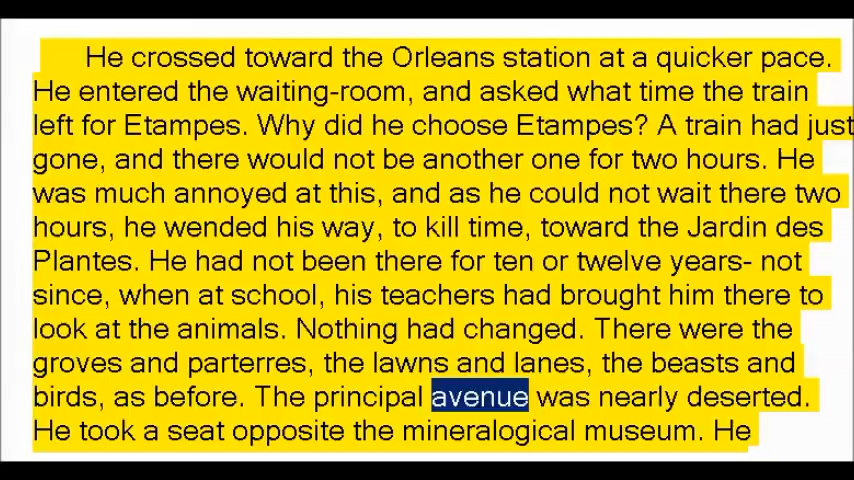 He crossed toward the Orleans station at a quicker pace.
He entered the waiting-room, and asked what time the train
left for Etampes. Why did he choose Etampes? A train had just
gone, and there would not be another one for two hours. He
was much annoyed at this, and as he could not wait there two
hours, he wended his way, to kill time, toward the Jardin des
Plantes. He had not been there for ten or twelve years- not
since, when at school, his teachers had brought him there to
look at the animals. Nothing had changed. There were the
groves and parterres, the lawns and lanes, the beasts and
birds, as before. The principal avenue was nearly deserted.
He took a seat opposite the mineralogical museum. He